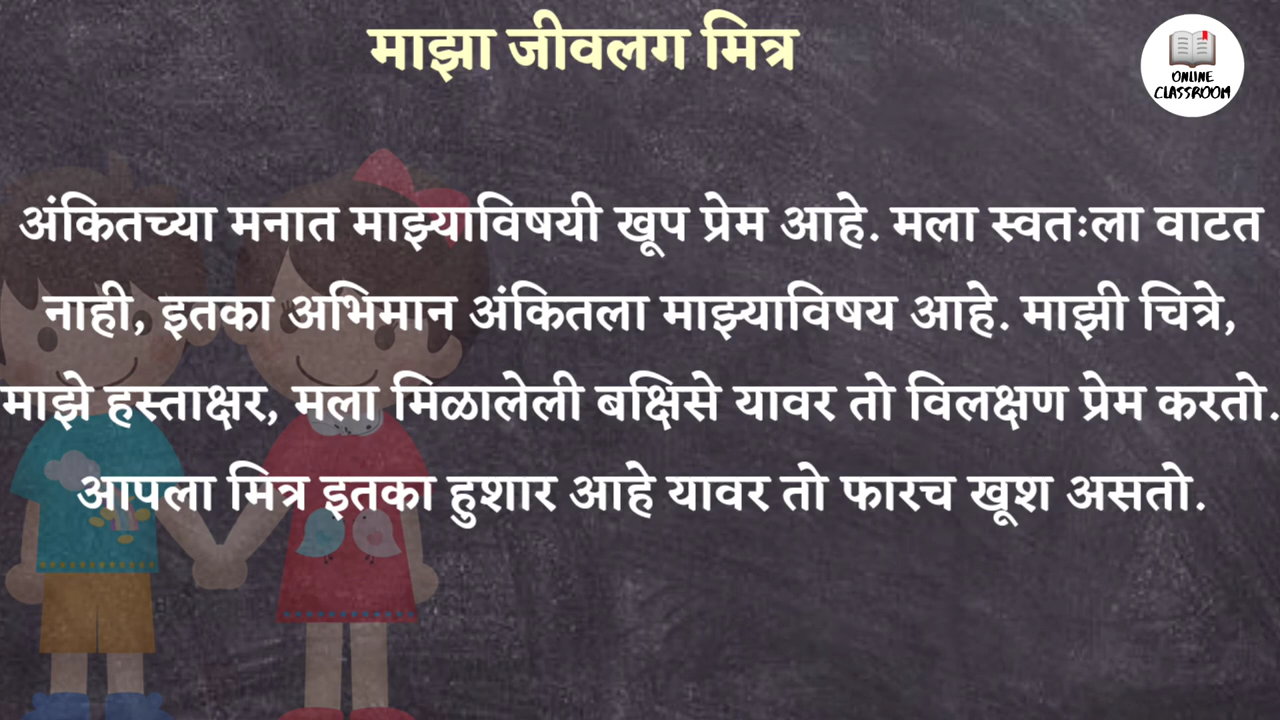 माझा जीवलग मित्र
ONLINE
CLASSROOM
अंकितच्या मनात माझ्याविषयी खूप प्रेम आहे. मला स्वतःला वाटत
नाही, इतका अभिमान अंकितला माझ्याविषय आहे. माझी चित्रे,
माझे हस्ताक्षर, मला मिळालेली बक्षिसे यावर तो विलक्षण प्रेम करतो.
आपला मित्र इतका हुशार आहे यावर तो फारच खूश असतो.